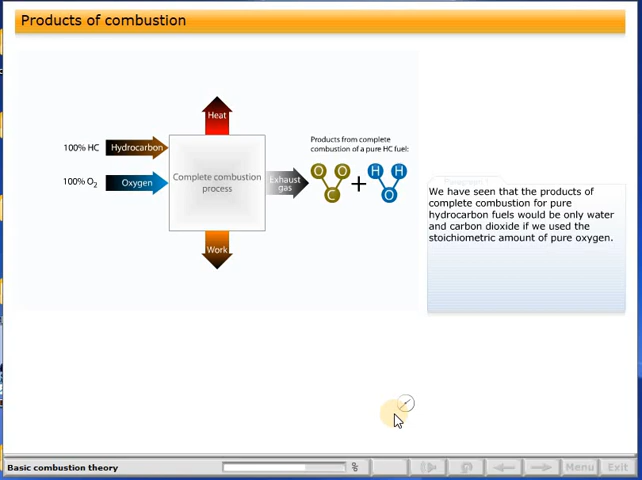 Products of combustion
Heat
100% HC
Hydrocarbon
100% O2
Oxygen
Complete combustion
process
Exhaust
gas
Work
Products from complete
combustion of a pure HC fuel:
O O
C
+
H H
O
We have seen that the products of
complete combustion for pure
hydrocarbon fuels would be only water
and carbon dioxide if we used the
stoichiometric amount of pure oxygen.
Basic combustion theory
Menu
Exit